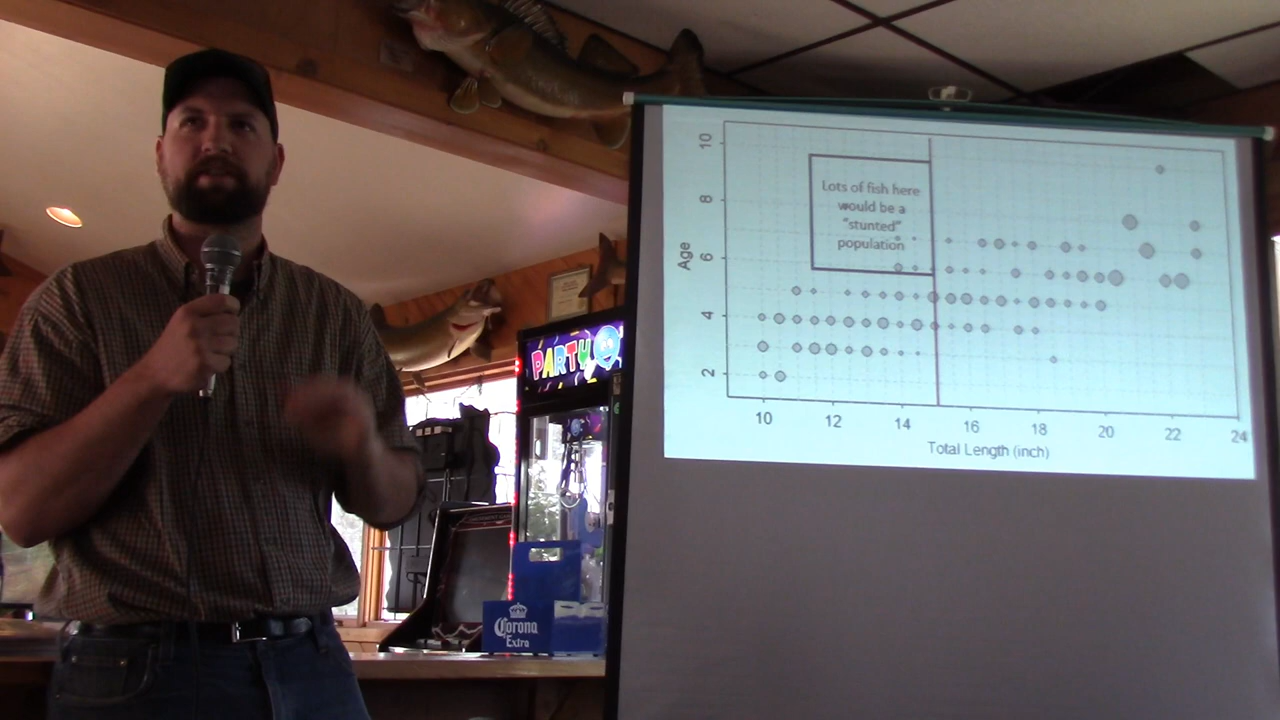 PARTY
Corona
Extra
10
8
6
4
2
Age
Lots of fish here
would be a
"stunted"
population
10 12 14 16 18 20 22 24
Total Length (inch)